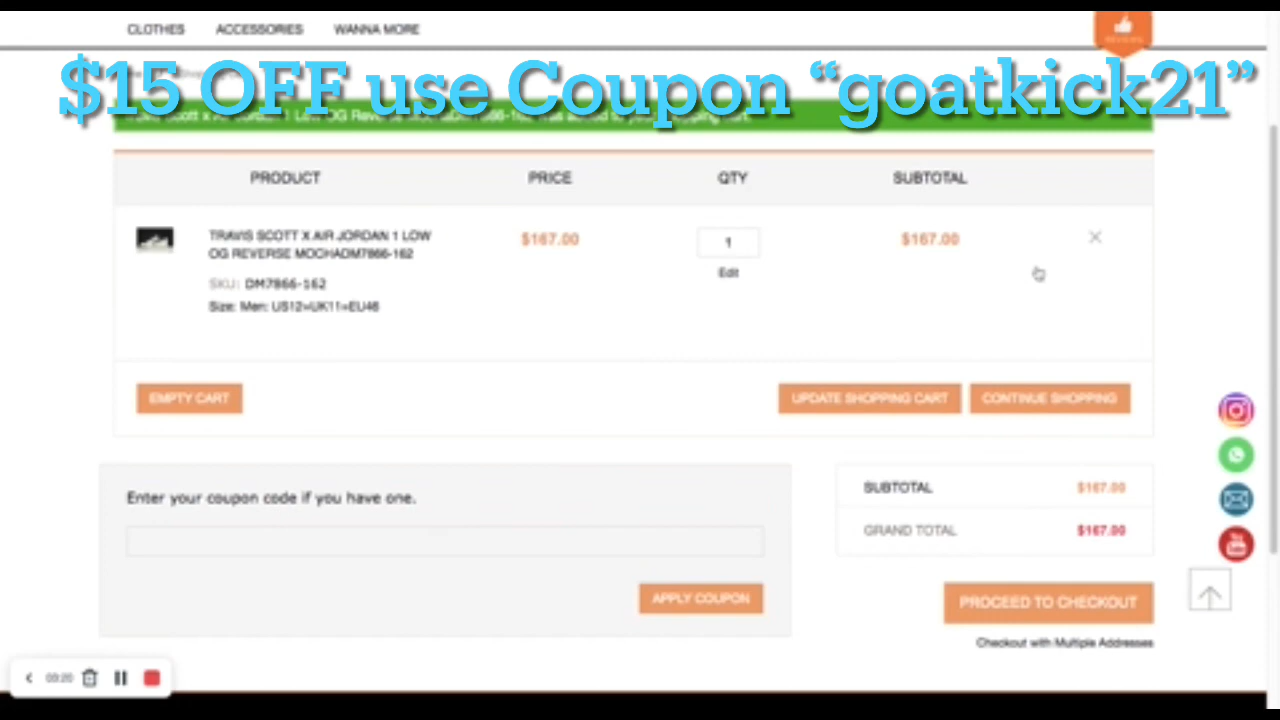 CLOTHES ACCESSORIES WANNA MORE
$15 OFF use Coupon “goatkick21”
PRODUCT PRICE QTY SUBTOTAL
TRAVIS SCOTT X AIR JORDAN 1 LOW
OG REVERSE MOCHADM7866-162
$167.00 1 $167.00
Edit
SKU: DM7866-162
Size: Men: US12=UK11=EU46
EMPTY CART UPDATE SHOPPING CART CONTINUE SHOPPING
Enter your coupon code if you have one.
SUBTOTAL $167.00
GRAND TOTAL $167.00
APPLY COUPON
PROCEED TO CHECKOUT
Checkout with Multiple Addresses